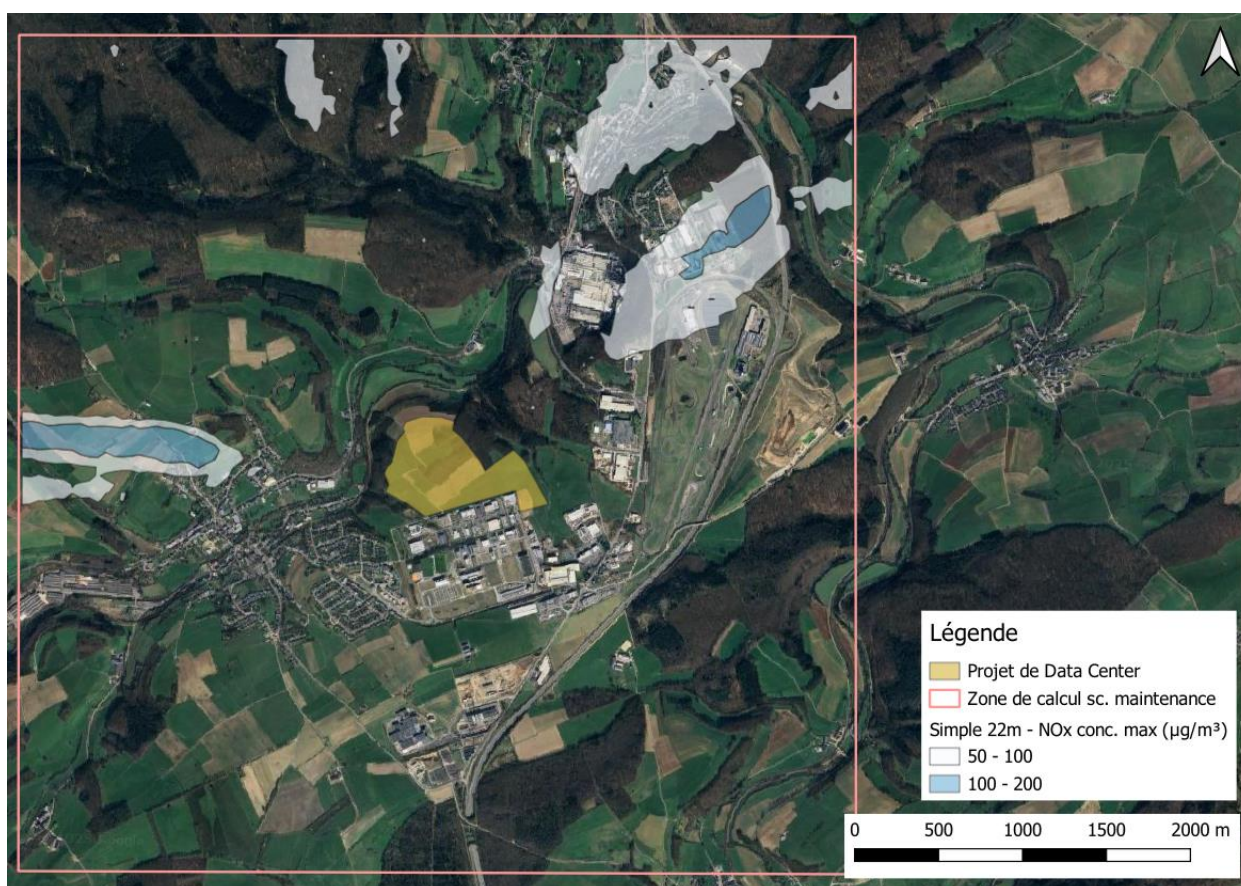 Légende
Projet de Data Center
Zone de calcul sc. maintenance
Simple 22m - NOx conc. max (µg/m³)
50 - 100
100 - 200
0 500 1000 1500 2000 m